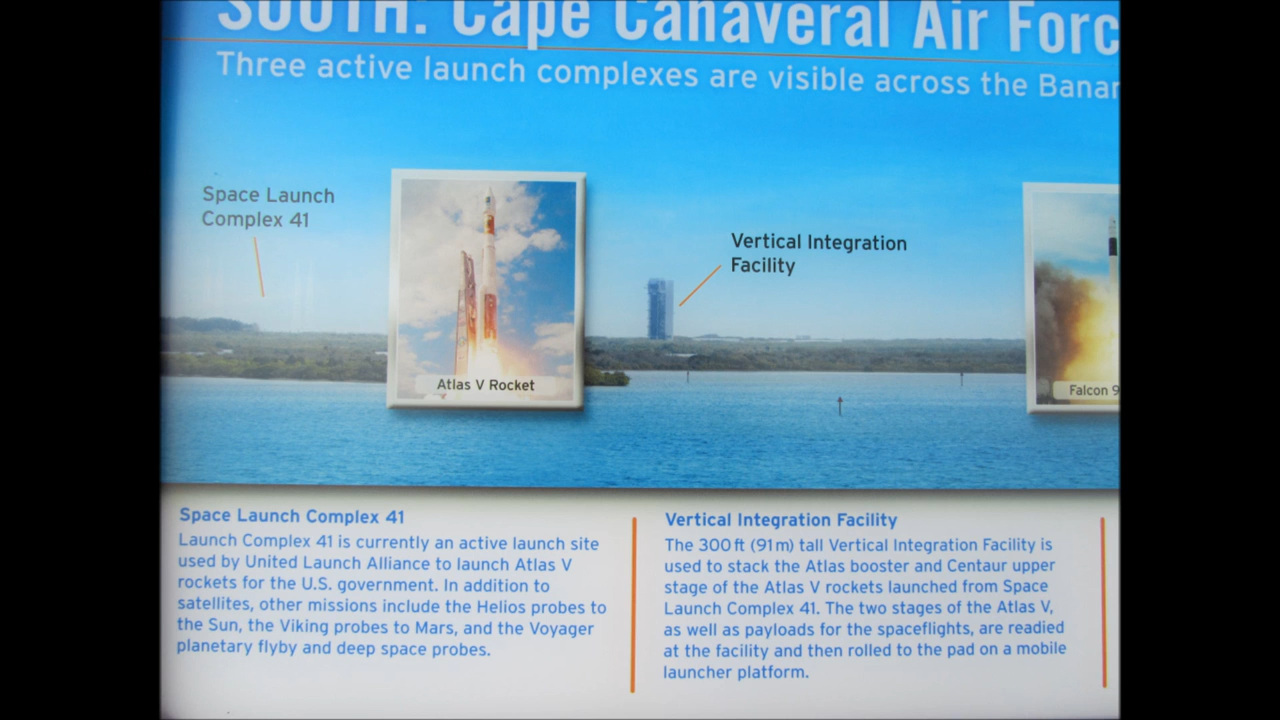 SOUTH: Cape Canaveral Air Forc
Three active launch complexes are visible across the Banan
Space Launch
Complex 41
Atlas V Rocket
Vertical Integration
Facility
Falcon 9
Space Launch Complex 41
Launch Complex 41 is currently an active launch site
used by United Launch Alliance to launch Atlas V
rockets for the U.S. government. In addition to
satellites, other missions include the Helios probes to
the Sun, the Viking probes to Mars, and the Voyager
planetary flyby and deep space probes.
Vertical Integration Facility
The 300 ft (91 m) tall Vertical Integration Facility is
used to stack the Atlas booster and Centaur upper
stage of the Atlas V rockets launched from Space
Launch Complex 41. The two stages of the Atlas V,
as well as payloads for the spaceflights, are readied
at the facility and then rolled to the pad on a mobile
launcher platform.